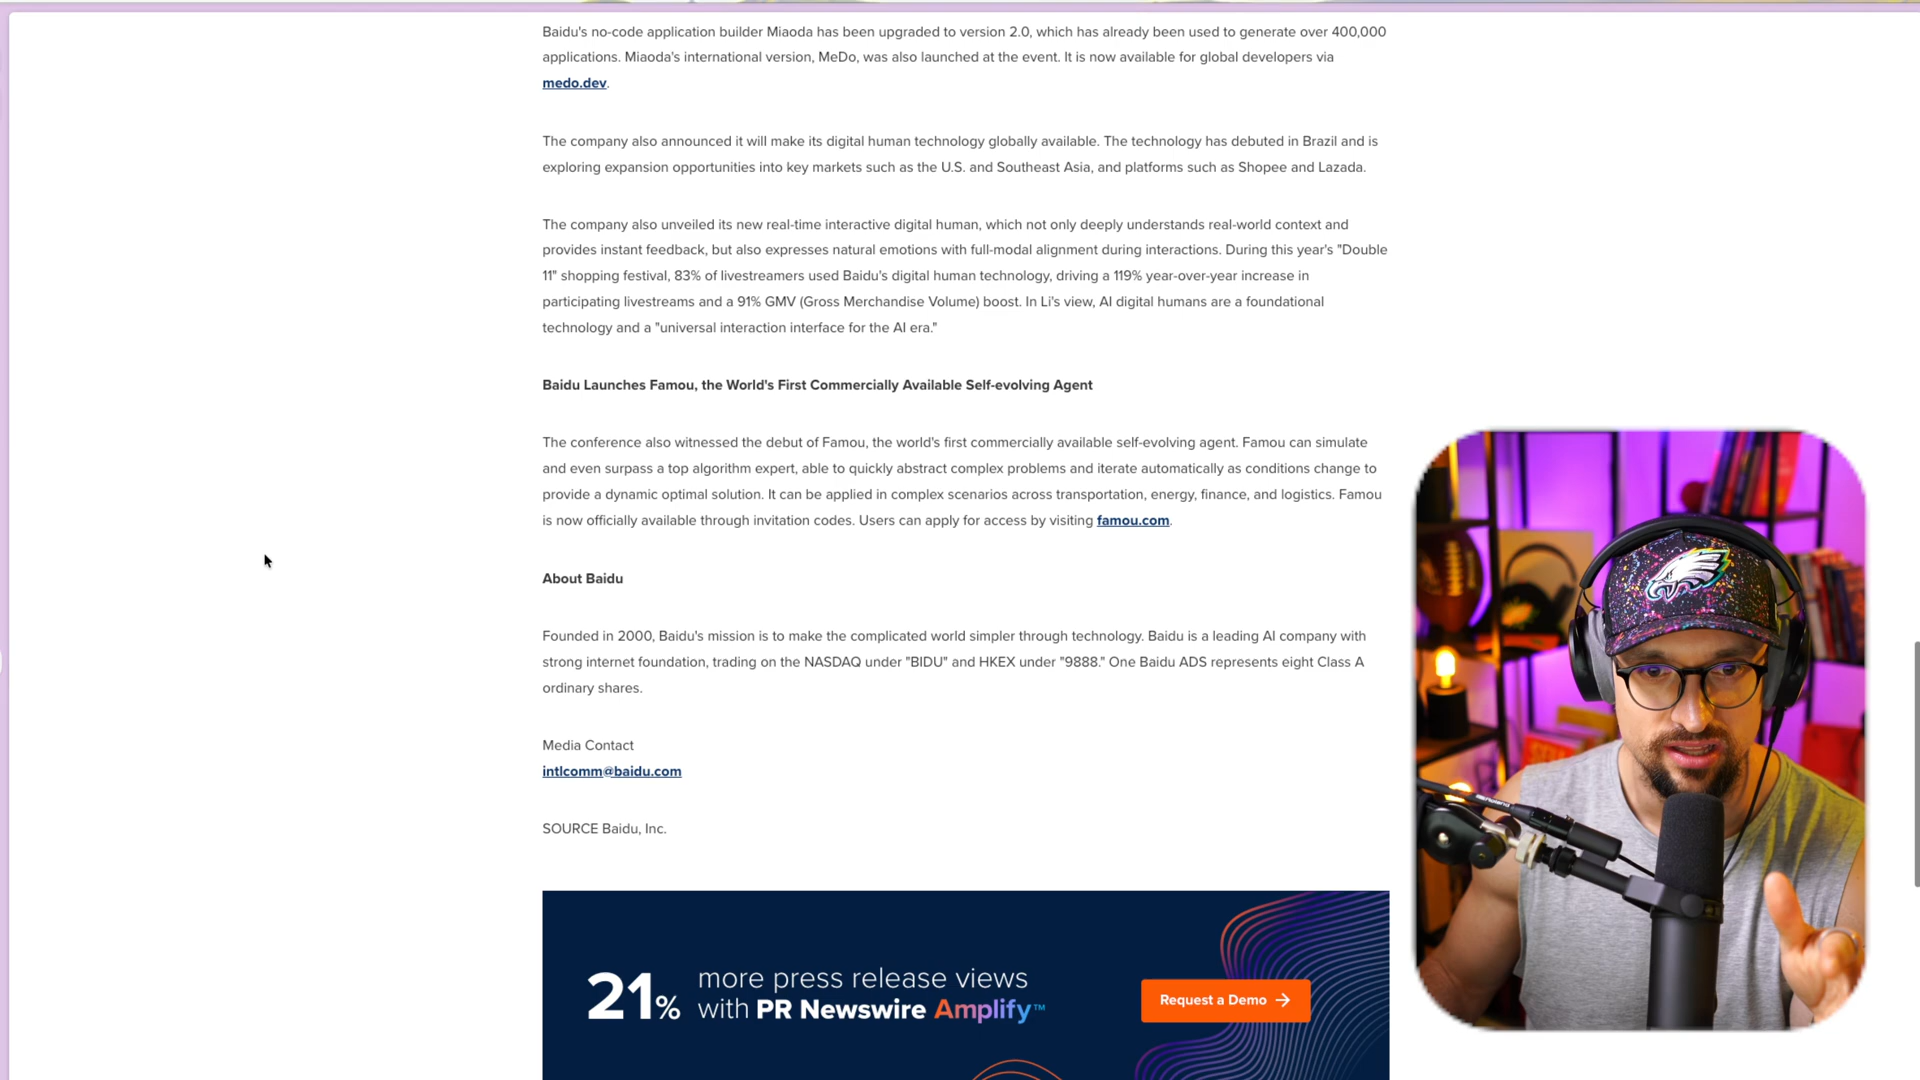 Baidu's no-code application builder Miaoda has been upgraded to version 2.0, which has already been used to generate over 400,000
applications. Miaoda's international version, MeDo, was also launched at the event. It is now available for global developers via
medo.dev.
The company also announced it will make its digital human technology globally available. The technology has debuted in Brazil and is
exploring expansion opportunities into key markets such as the U.S. and Southeast Asia, and platforms such as Shopee and Lazada.
The company also unveiled its new real-time interactive digital human, which not only deeply understands real-world context and
provides instant feedback, but also expresses natural emotions with full-modal alignment during interactions. During this year's "Double
11" shopping festival, 83% of livestreamers used Baidu's digital human technology, driving a 119% year-over-year increase in
participating livestreams and a 91% GMV (Gross Merchandise Volume) boost. In Li's view, AI digital humans are a foundational
technology and a "universal interaction interface for the AI era."
Baidu Launches Famou, the World's First Commercially Available Self-evolving Agent
The conference also witnessed the debut of Famou, the world's first commercially available self-evolving agent. Famou can simulate
and even surpass a top algorithm expert, able to quickly abstract complex problems and iterate automatically as conditions change to
provide a dynamic optimal solution. It can be applied in complex scenarios across transportation, energy, finance, and logistics. Famou
is now officially available through invitation codes. Users can apply for access by visiting famou.com.
About Baidu
Founded in 2000, Baidu's mission is to make the complicated world simpler through technology. Baidu is a leading AI company with
strong internet foundation, trading on the NASDAQ under "BIDU" and HKEX under "9888." One Baidu ADS represents eight Class A
ordinary shares.
Media Contact
intlcomm@baidu.com
SOURCE Baidu, Inc.
21% more press release views
with PR Newswire Amplify™
Request a Demo →